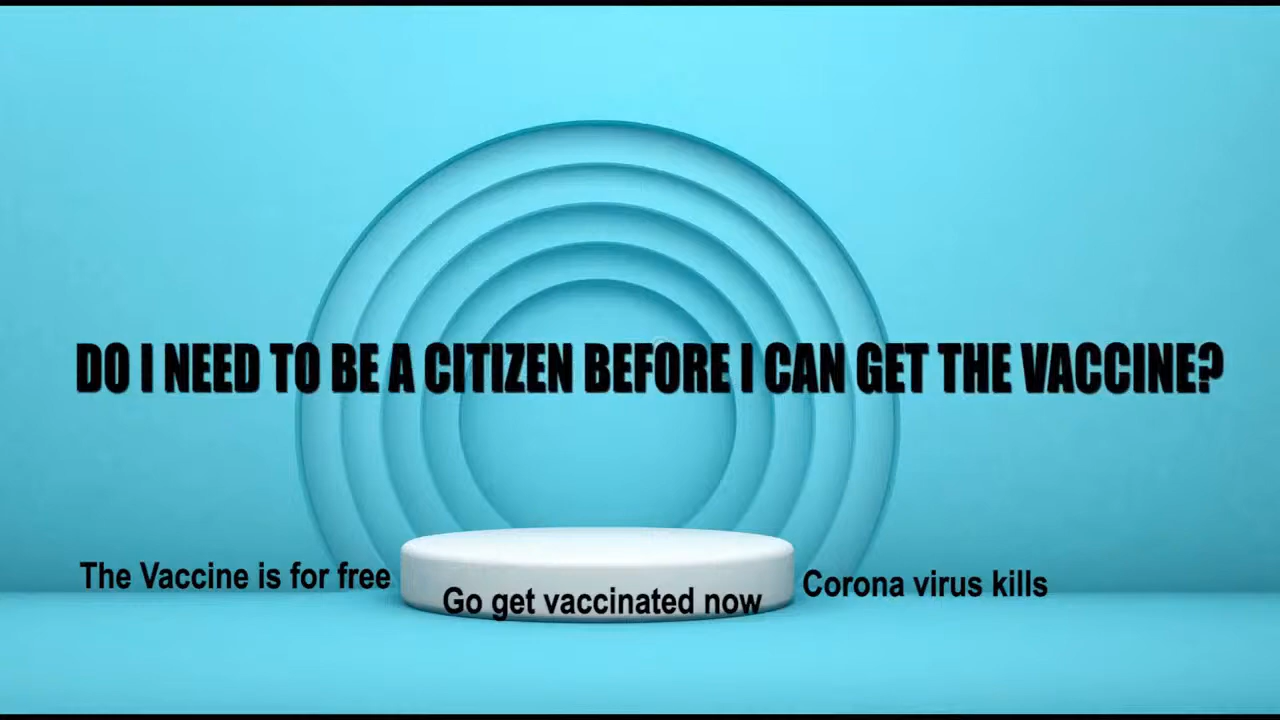 DO I NEED TO BE A CITIZEN BEFORE I CAN GET THE VACCINE?
The Vaccine is for free
Go get vaccinated now
Corona virus kills